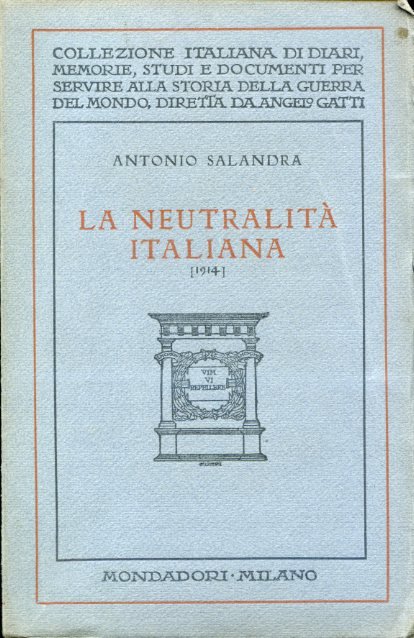 COLLEZIONE ITALIANA DI DIARI,
MEMORIE, STUDI E DOCUMENTI PER
SERVIRE ALLA STORIA DELLA GUERRA
DEL MONDO, DIRETTA DA ANGELO GATTI
ANTONIO SALANDRA
LA NEUTRALITÀ
ITALIANA
[1914]
VIM
VI
REPELLERE
MONDADORI · MILANO